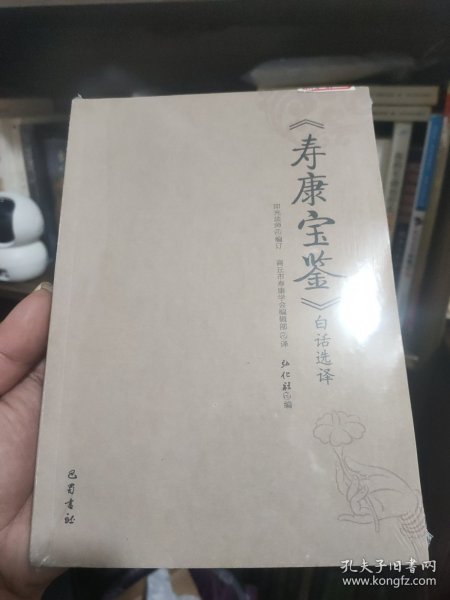 《寿康宝鉴》白话选译
印光法师 编订
商丘市寿康学会编辑部 译
弘化社 编
巴蜀书社
孔夫子旧书网
www.kongfz.com